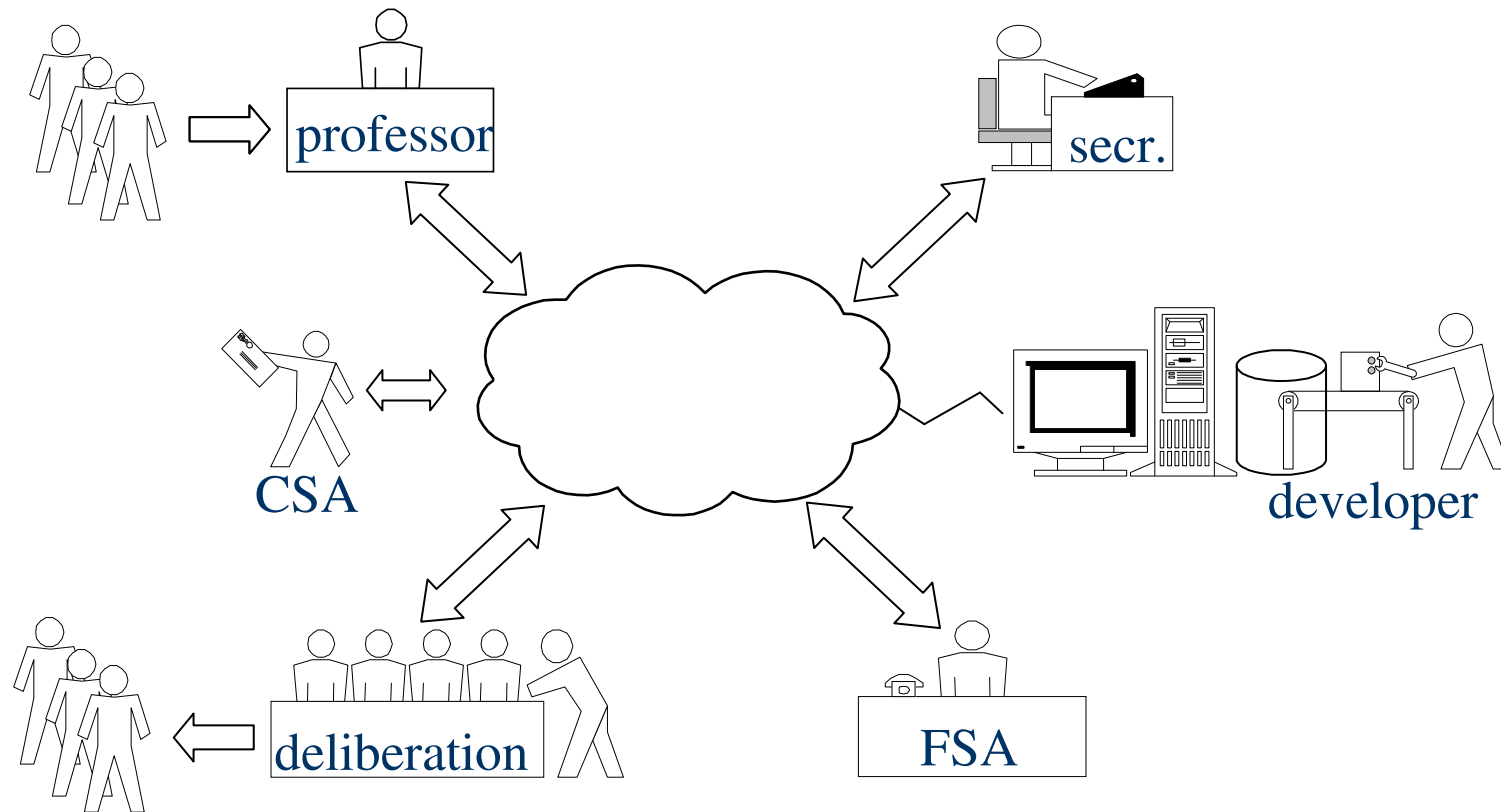 professor
secr.
CSA
developer
deliberation
FSA